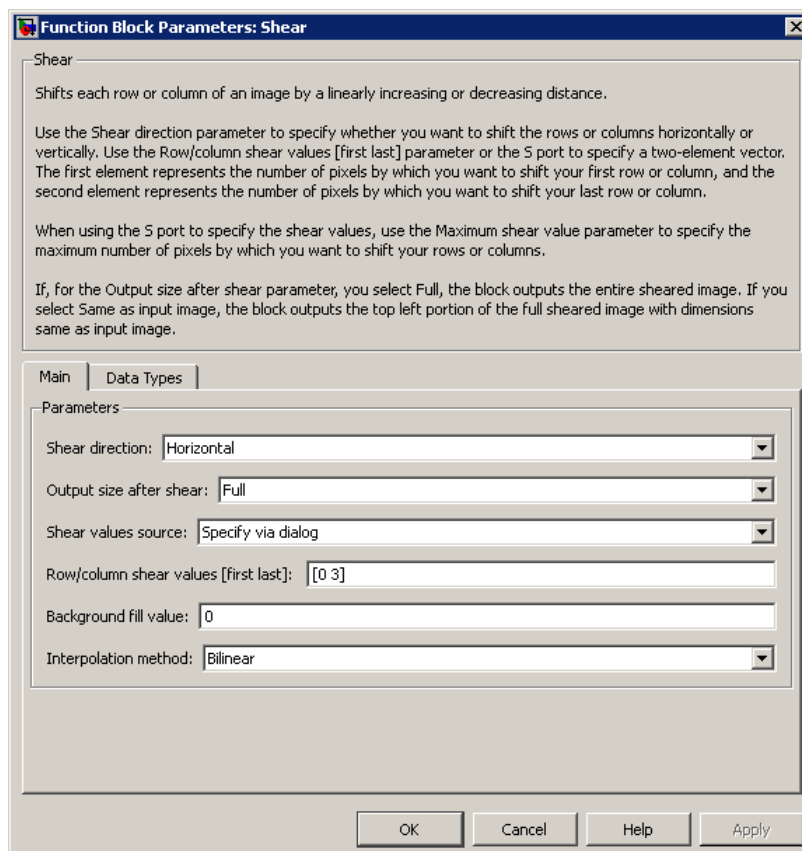 Function Block Parameters: Shear
Shear
Shifts each row or column of an image by a linearly increasing or decreasing distance.
Use the Shear direction parameter to specify whether you want to shift the rows or columns horizontally or
vertically. Use the Row/column shear values [first last] parameter or the S port to specify a two-element vector.
The first element represents the number of pixels by which you want to shift your first row or column, and the
second element represents the number of pixels by which you want to shift your last row or column.
When using the S port to specify the shear values, use the Maximum shear value parameter to specify the
maximum number of pixels by which you want to shift your rows or columns.
If, for the Output size after shear parameter, you select Full, the block outputs the entire sheared image. If you
select Same as input image, the block outputs the top left portion of the full sheared image with dimensions
same as input image.
Main Data Types
Parameters
Shear direction: Horizontal
Output size after shear: Full
Shear values source: Specify via dialog
Row/column shear values [first last]: [0 3]
Background fill value: 0
Interpolation method: Bilinear
OK Cancel Help Apply